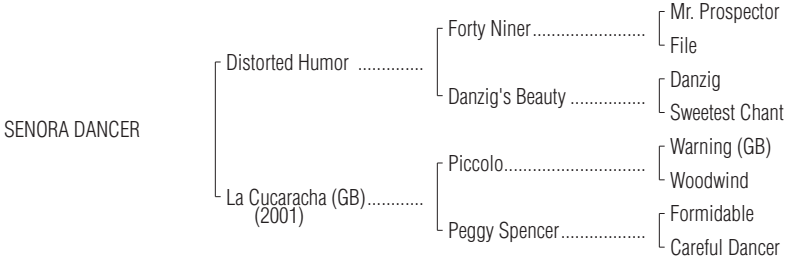 Mr. Prospector
Forty Niner........................
File
Distorted Humor ..............
Danzig
Danzig's Beauty ................
Sweetest Chant
SENORA DANCER
Warning (GB)
Piccolo..............................
Woodwind
La Cucaracha (GB)............
(2001)
Formidable
Peggy Spencer..................
Careful Dancer